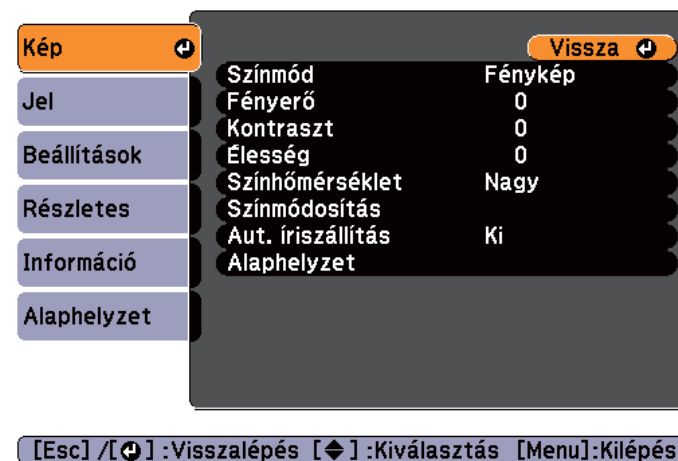 Kép
Jel
Beállítások
Részletes
Információ
Alaphelyzet
Vissza
Színmód Fénykép
Fényerő 0
Kontraszt 0
Élesség 0
Színhőmérséklet Nagy
Színmódosítás
Aut. íriszállítás Ki
Alaphelyzet
[Esc] /[ ] :Visszalépés [ ] :Kiválasztás [Menu]:Kilépés